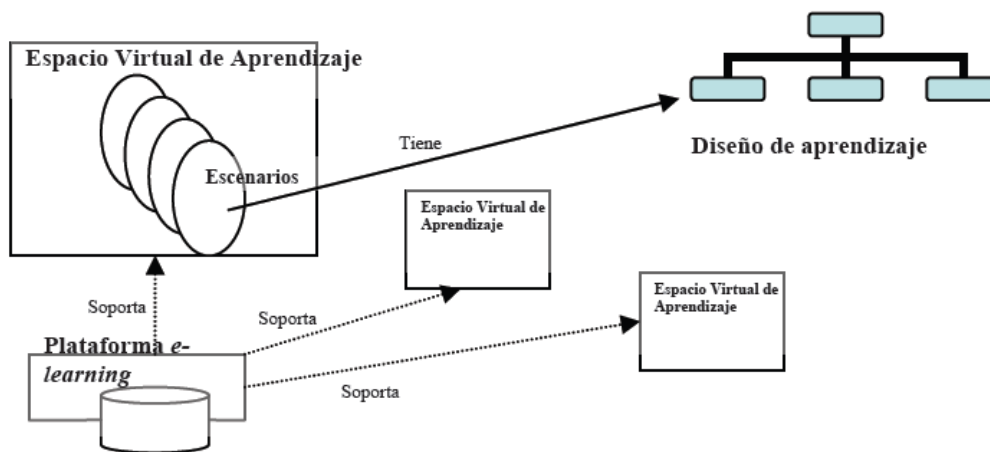 Espacio Virtual de Aprendizaje
Escenarios
Tiene
Diseño de aprendizaje
Espacio Virtual de
Aprendizaje
Espacio Virtual de
Aprendizaje
Soporta
Soporta
Soporta
Plataforma e-
learning